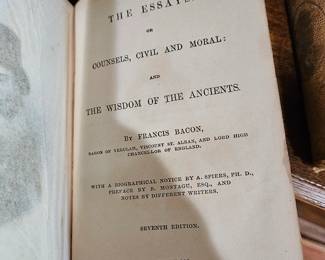 THE ESSAYS
OR
COUNSELS, CIVIL AND MORAL:
AND
THE WISDOM OF THE ANCIENTS.
BY FRANCIS BACON,
BARON OF VERULAM, VISCOUNT ST. ALBAN, AND LORD HIGH
CHANCELLOR OF ENGLAND.
WITH A BIOGRAPHICAL NOTICE BY A. SPIERS, PH. D.,
PREFACE BY B. MONTAGU, ESQ., AND
NOTES BY DIFFERENT WRITERS.
SEVENTH EDITION.